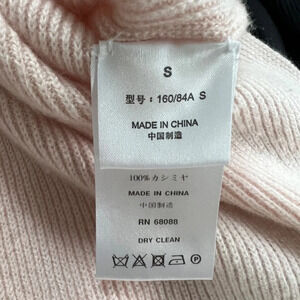 S
型号：160/84A S
MADE IN CHINA
中国制造
100%カシミヤ
MADE IN CHINA
中国制造
RN 68088
DRY CLEAN